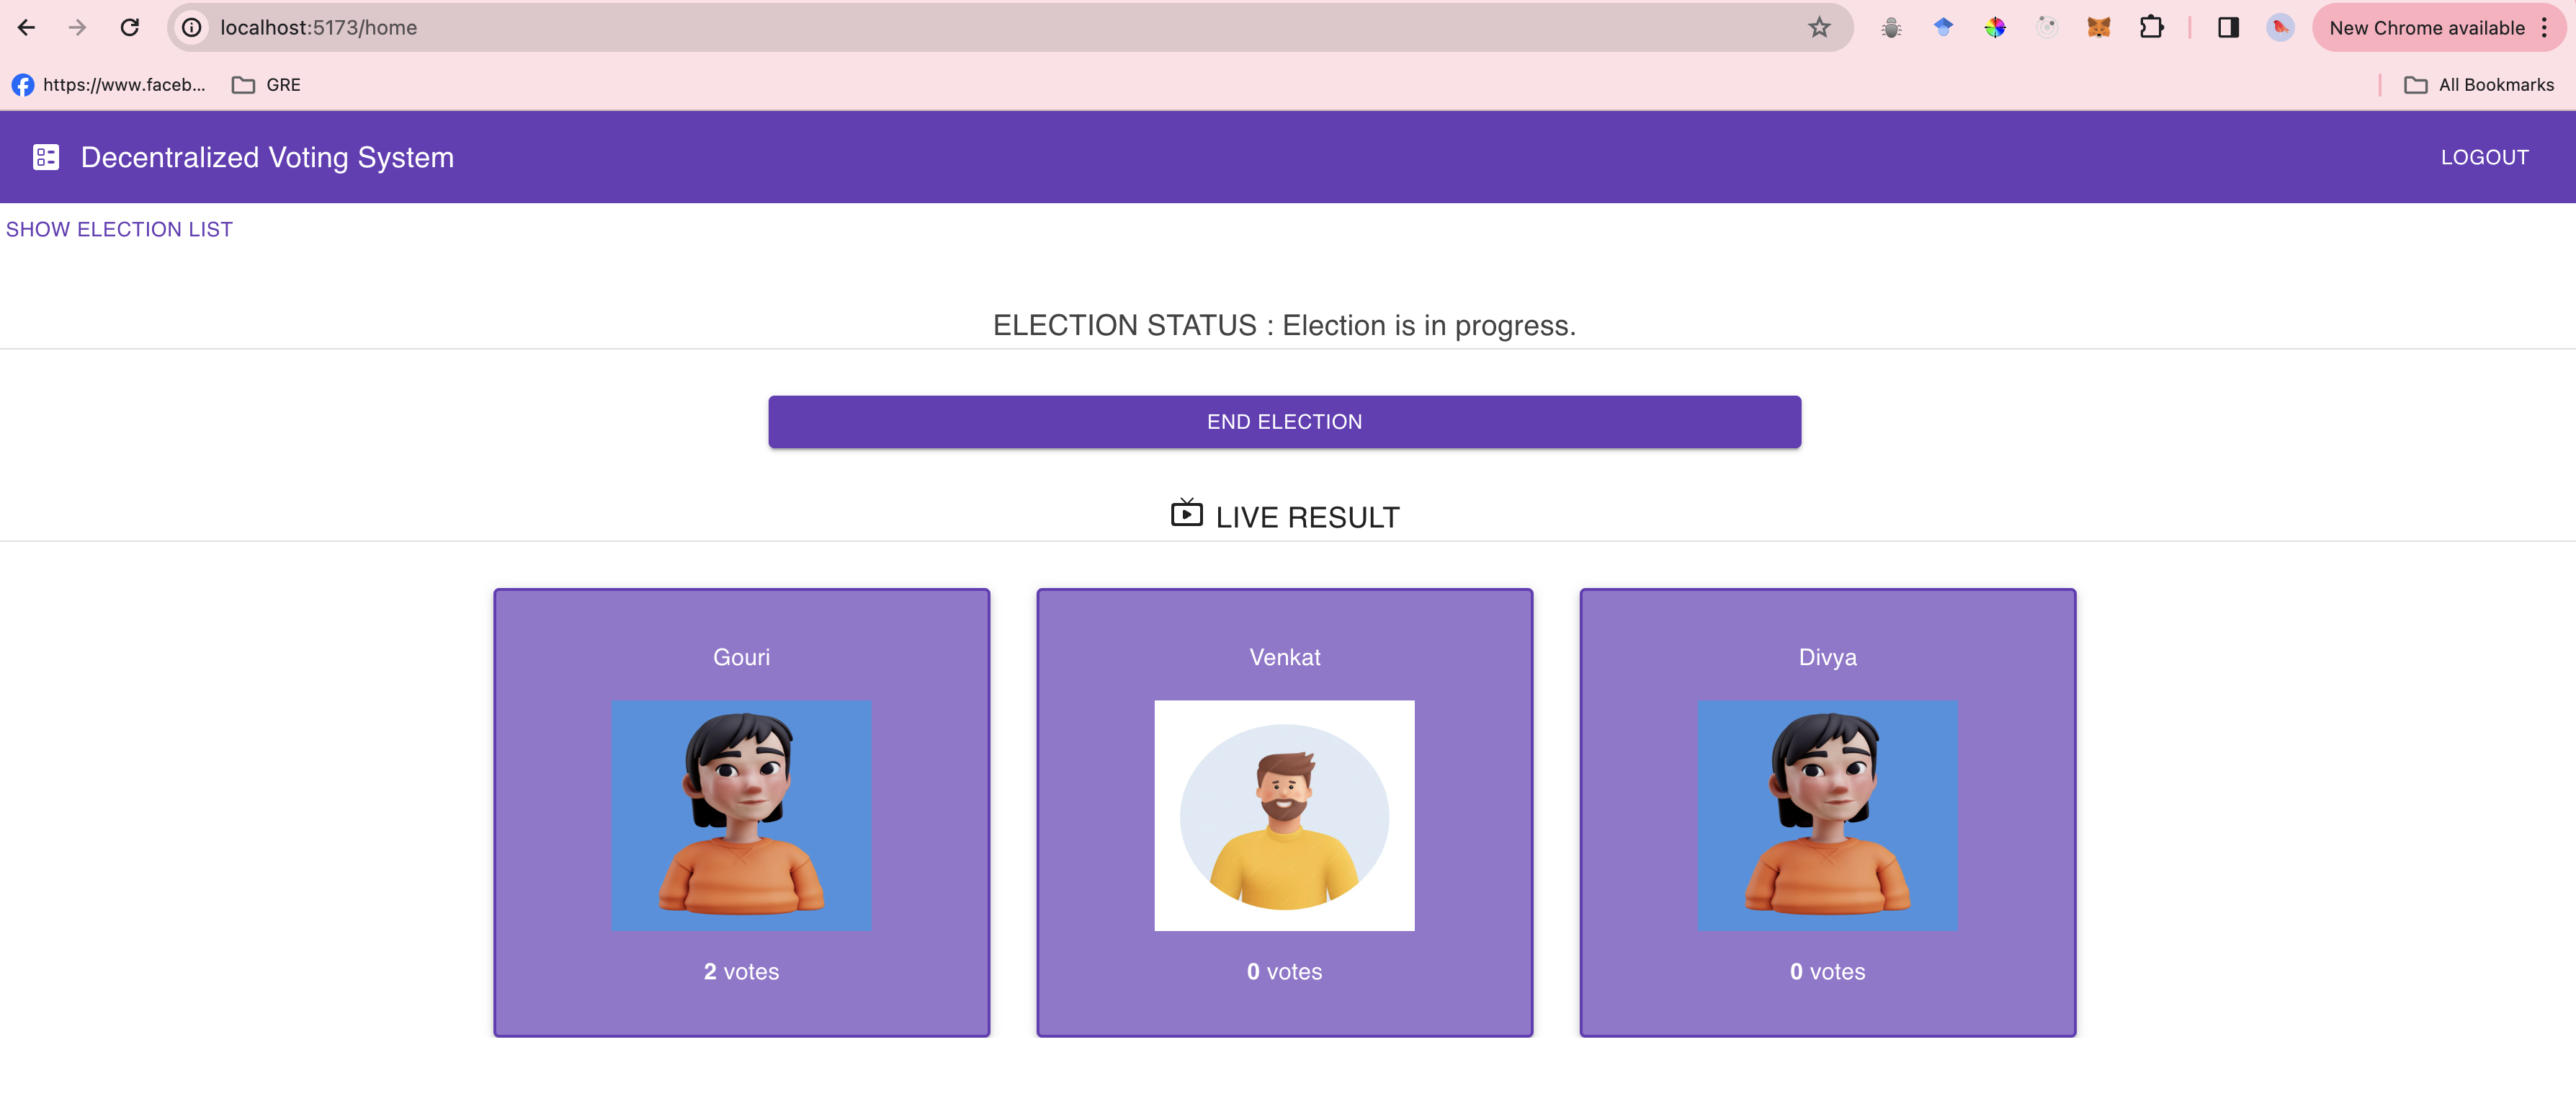 localhost:5173/home
New Chrome available
https://www.faceb...
GRE
All Bookmarks
Decentralized Voting System
LOGOUT
SHOW ELECTION LIST
ELECTION STATUS : Election is in progress.
END ELECTION
LIVE RESULT
Gouri
Venkat
Divya
2 votes
0 votes
0 votes